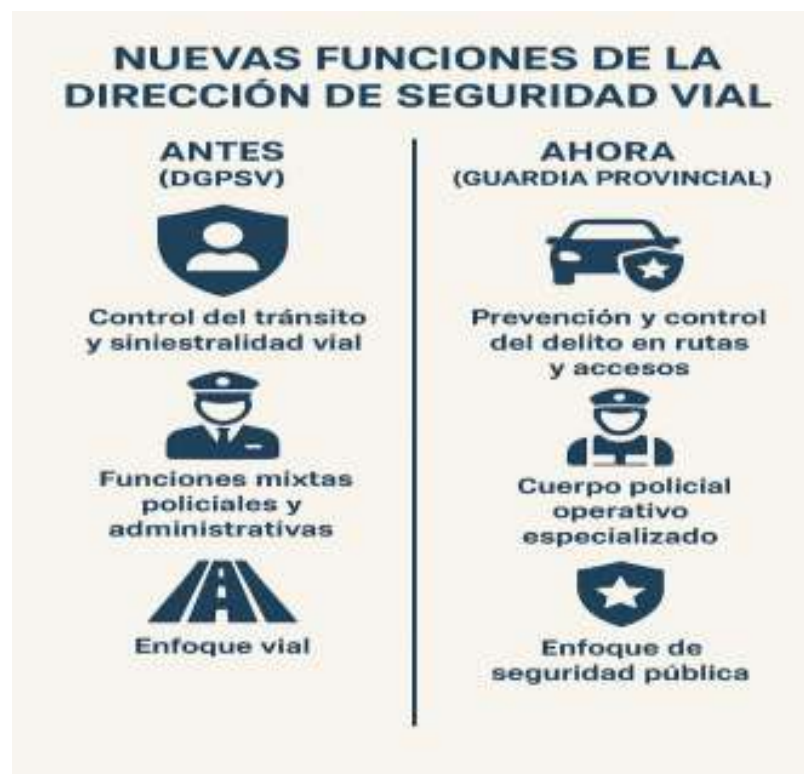 NUEVAS FUNCIONES DE LA
DIRECCIÓN DE SEGURIDAD VIAL
ANTES
(DGPSV)
Control del tránsito
y siniestralidad vial
Funciones mixtas
policiales y
administrativas
Enfoque vial
AHORA
(GUARDIA PROVINCIAL)
Prevención y control
del delito en rutas
y accesos
Cuerpo policial
operativo
especializado
Enfoque de
seguridad pública